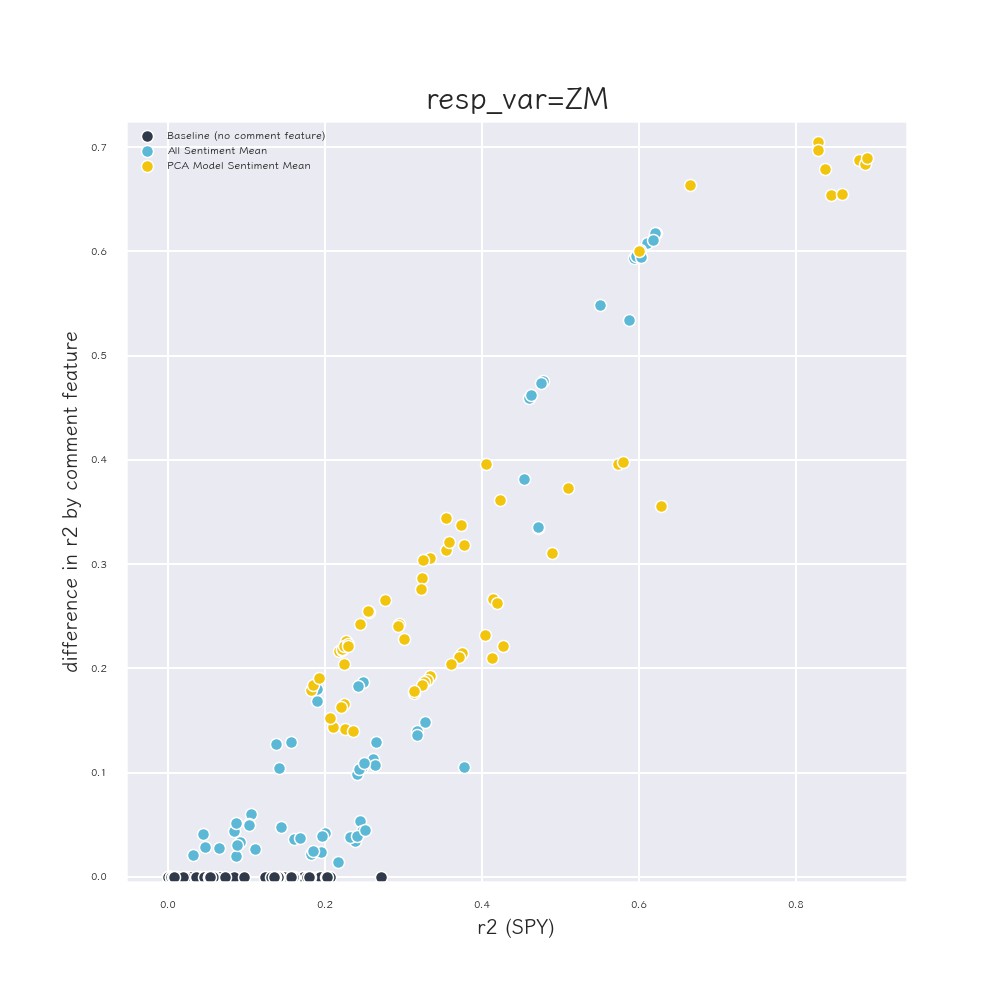 resp_var=ZM
Baseline (no comment feature)
All Sentiment Mean
PCA Model Sentiment Mean
0.7
0.6
0.5
0.4
0.3
0.2
0.1
0.0
difference in r2 by comment feature
0.0 0.2 0.4 0.6 0.8
r2 (SPY)